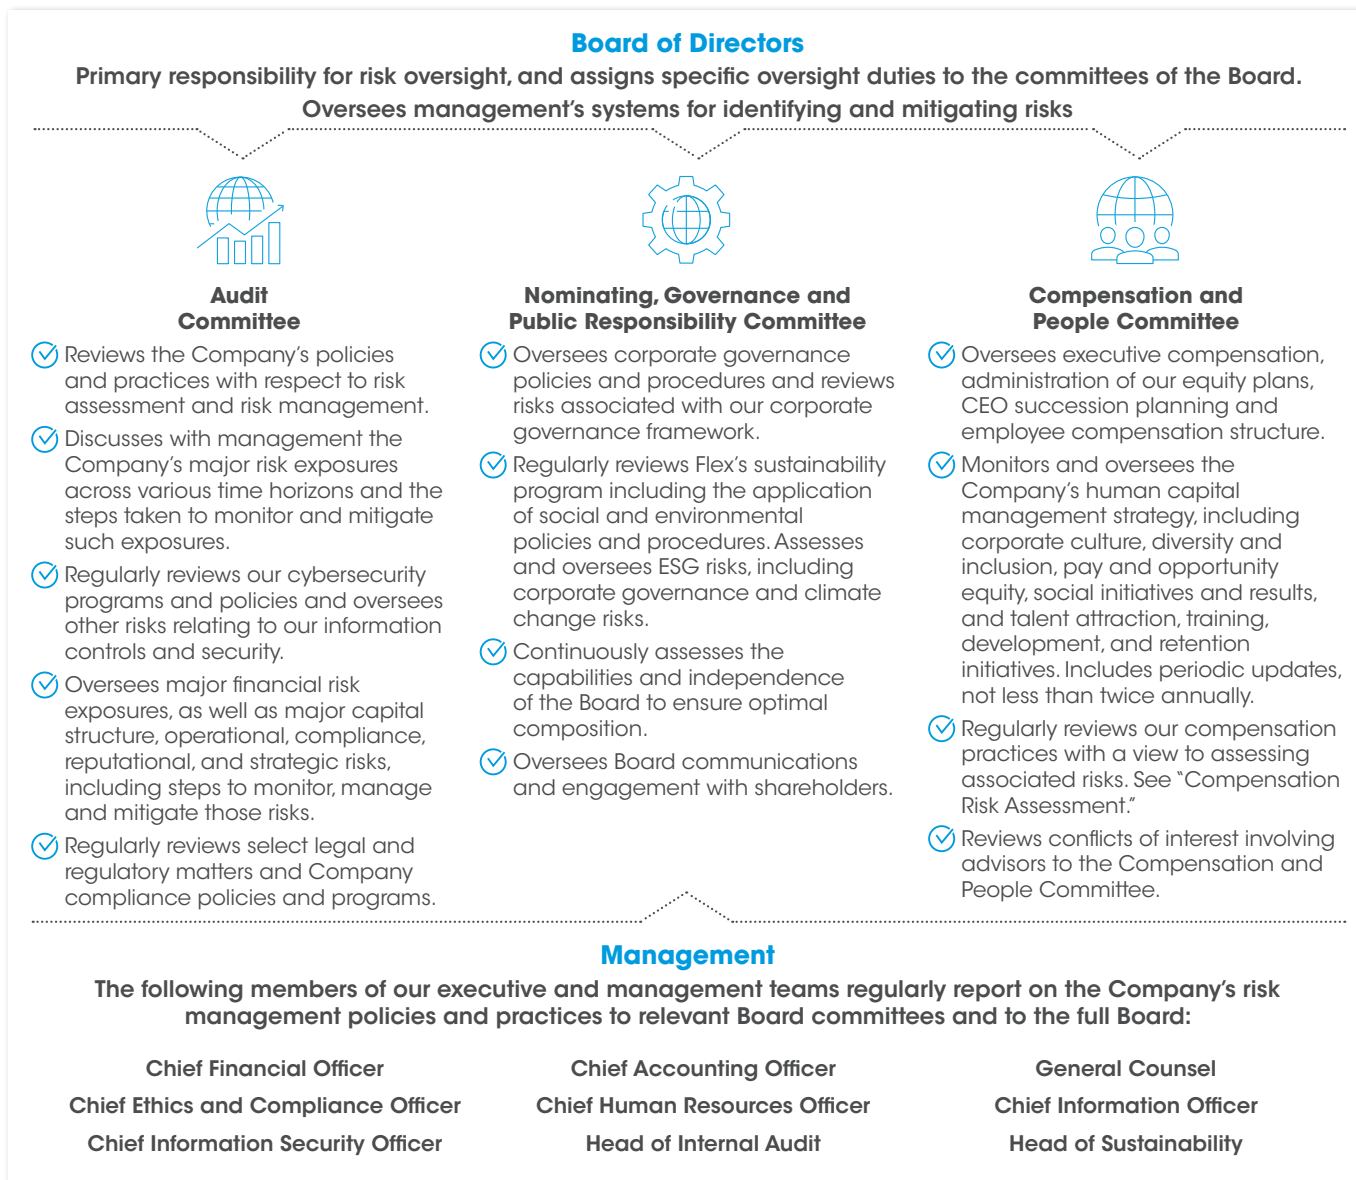 Board of Directors
Primary responsibility for risk oversight, and assigns specific oversight duties to the committees of the Board.
Oversees management's systems for identifying and mitigating risks
Audit
Committee
Reviews the Company's policies
and practices with respect to risk
assessment and risk management.
Discusses with management the
Company's major risk exposures
across various time horizons and the
steps taken to monitor and mitigate
such exposures.
Regularly reviews our cybersecurity
programs and policies and oversees
other risks relating to our information
controls and security.
Oversees major financial risk
exposures, as well as major capital
structure, operational, compliance,
reputational, and strategic risks,
including steps to monitor, manage
and mitigate those risks.
Regularly reviews select legal and
regulatory matters and Company
compliance policies and programs.
Nominating, Governance and
Public Responsibility Committee
Oversees corporate governance
policies and procedures and reviews
risks associated with our corporate
governance framework.
Regularly reviews Flex's sustainability
program including the application
of social and environmental
policies and procedures. Assesses
and oversees ESG risks, including
corporate governance and climate
change risks.
Continuously assesses the
capabilities and independence
of the Board to ensure optimal
composition.
Oversees Board communications
and engagement with shareholders.
Compensation and
People Committee
Oversees executive compensation,
administration of our equity plans,
CEO succession planning and
employee compensation structure.
Monitors and oversees the
Company's human capital
management strategy, including
corporate culture, diversity and
inclusion, pay and opportunity
equity, social initiatives and results,
and talent attraction, training,
development, and retention
initiatives. Includes periodic updates,
not less than twice annually.
Regularly reviews our compensation
practices with a view to assessing
associated risks. See "Compensation
Risk Assessment."
Reviews conflicts of interest involving
advisors to the Compensation and
People Committee.
Management
The following members of our executive and management teams regularly report on the Company's risk
management policies and practices to relevant Board committees and to the full Board:
Chief Financial Officer
Chief Accounting Officer
General Counsel
Chief Ethics and Compliance Officer
Chief Human Resources Officer
Chief Information Officer
Chief Information Security Officer
Head of Internal Audit
Head of Sustainability